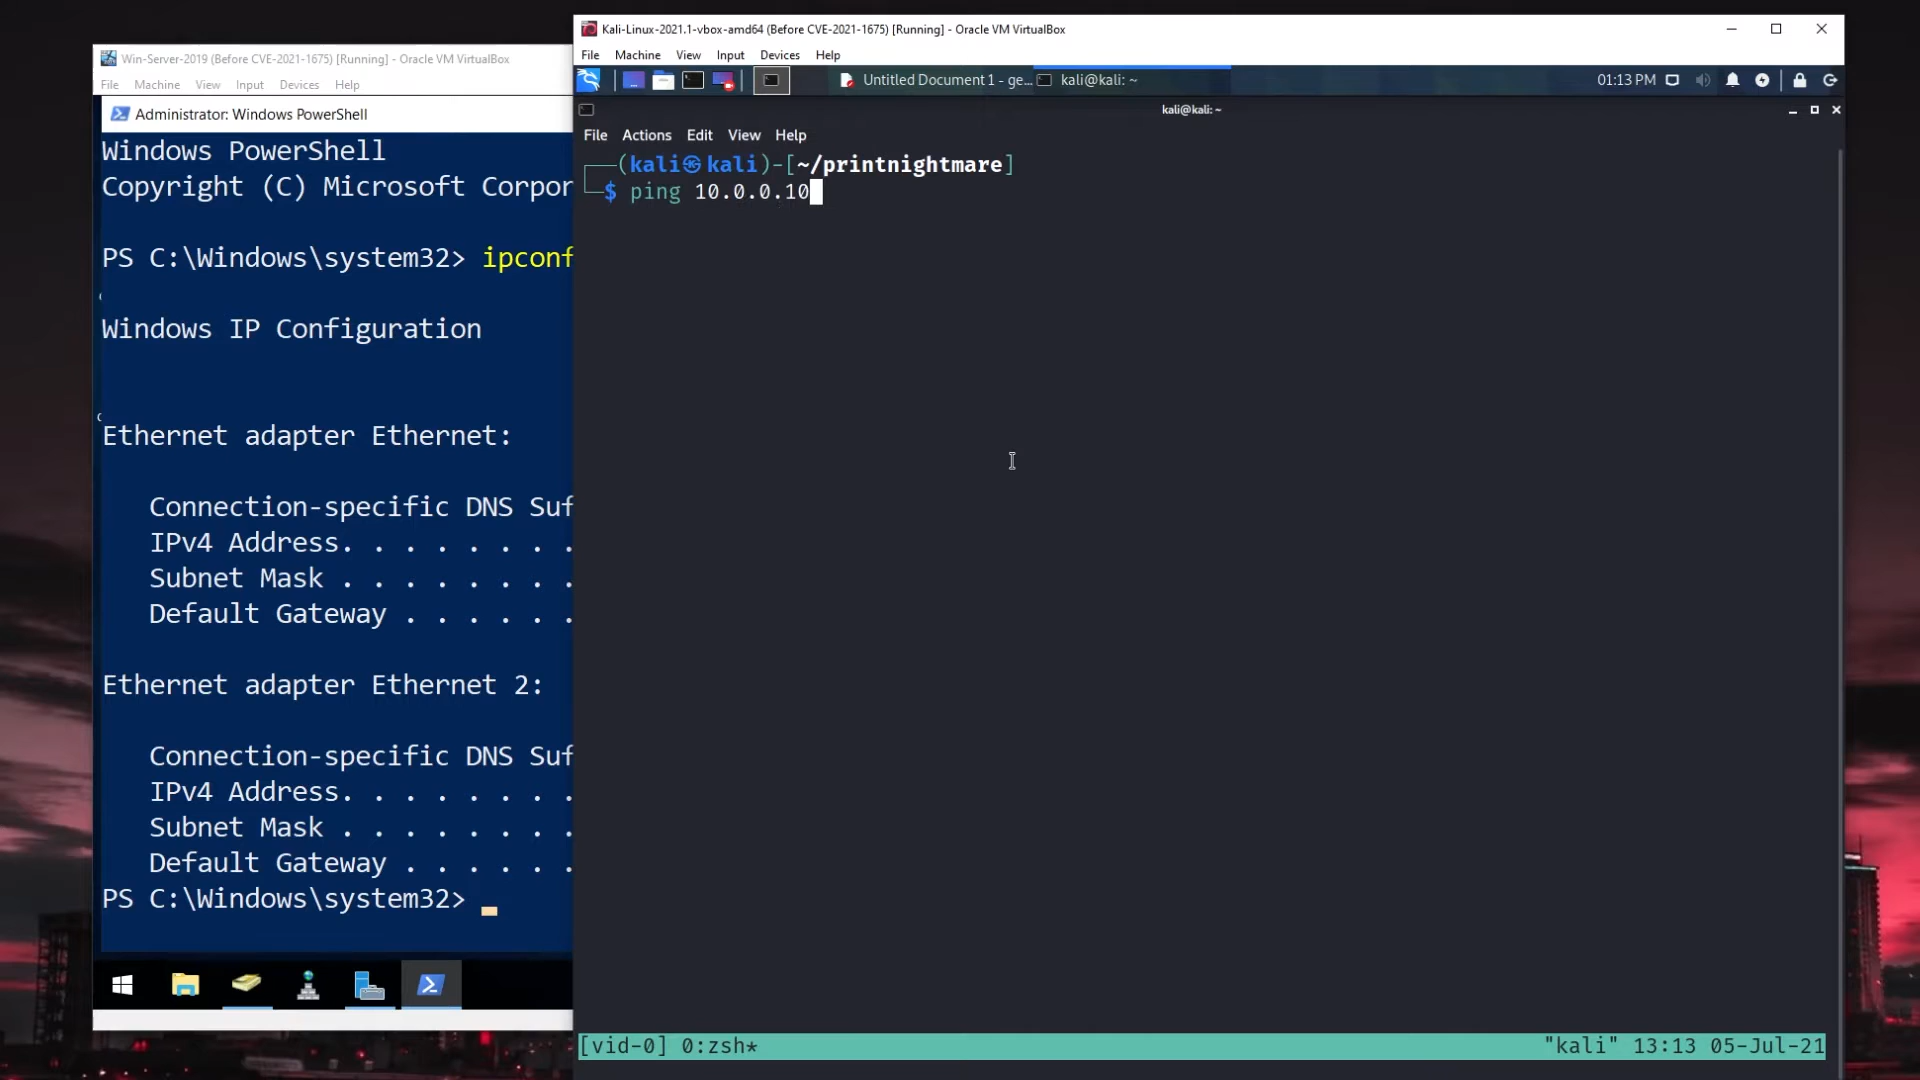 Win-Server-2019 (Before CVE-2021-1675) [Running] - Oracle VM VirtualBox
File Machine View Input Devices Help
Administrator: Windows PowerShell
Windows PowerShell
Copyright (C) Microsoft Corpor
PS C:\Windows\system32> ipconf
Windows IP Configuration
Ethernet adapter Ethernet:
Connection-specific DNS Suf
IPv4 Address. . . . . . . .
Subnet Mask . . . . . . . .
Default Gateway . . . . . .
Ethernet adapter Ethernet 2:
Connection-specific DNS Suf
IPv4 Address. . . . . . . .
Subnet Mask . . . . . . . .
Default Gateway . . . . . .
PS C:\Windows\system32>
Kali-Linux-2021.1-vbox-amd64 (Before CVE-2021-1675) [Running] - Oracle VM VirtualBox
File Machine View Input Devices Help
Untitled Document 1 - ge... kali@kali: ~ 01:13 PM
kali@kali: ~
File Actions Edit View Help
(kali㉿kali)-[~/printnightmare]
$ ping 10.0.0.10
[vid-0] 0:zsh* "kali" 13:13 05-Jul-21